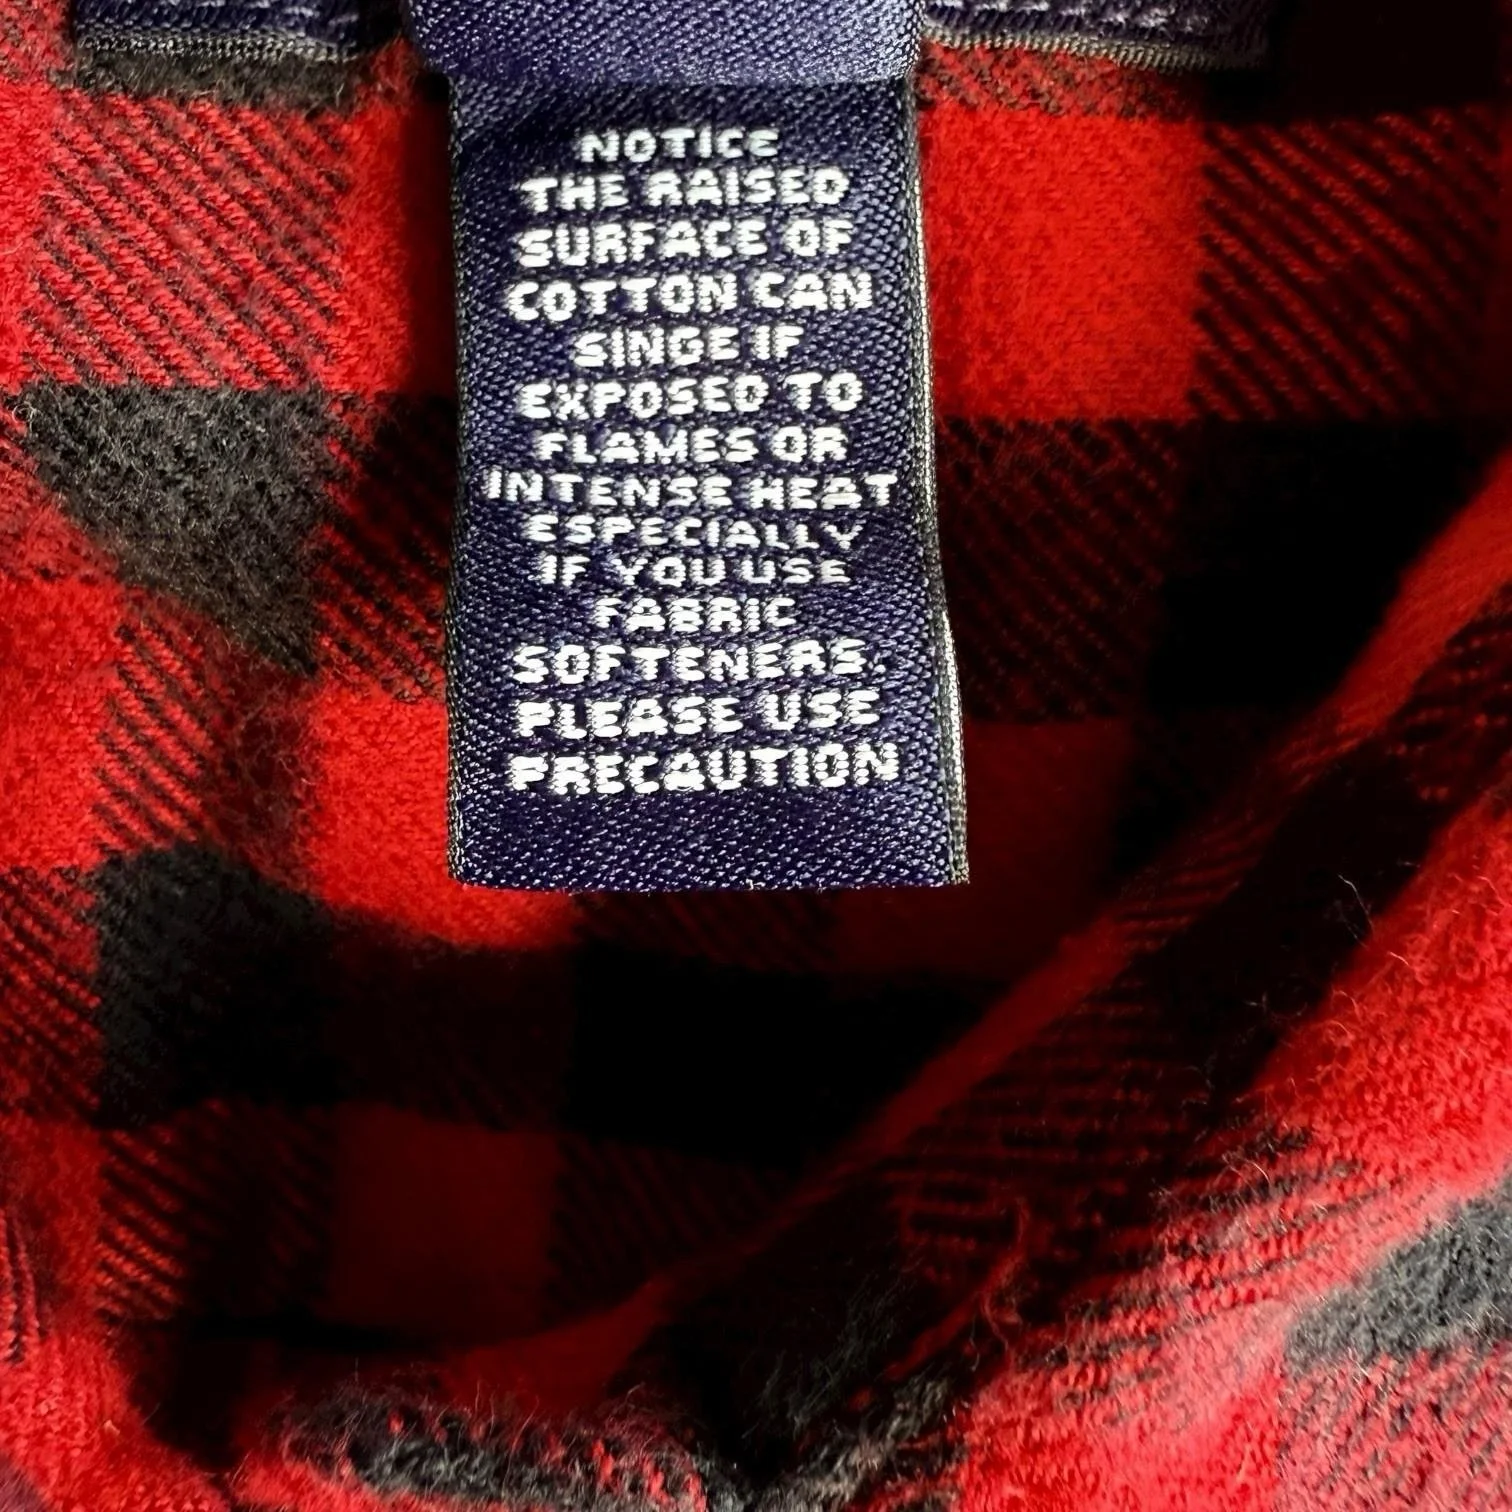 NOTICE
THE RAISED
SURFACE OF
COTTON CAN
SINGE IF
EXPOSED TO
FLAMES OR
INTENSE HEAT
ESPECIALLY
IF YOU USE
FABRIC
SOFTENERS.
PLEASE USE
PRECAUTION